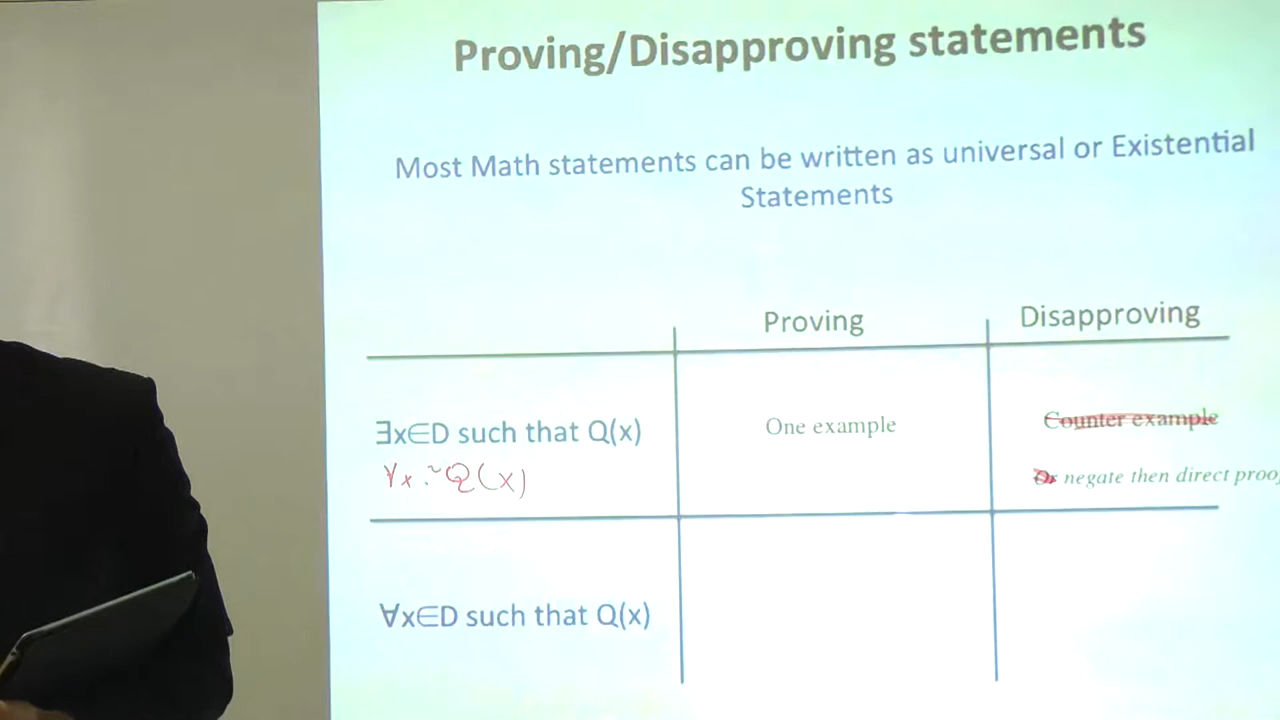 Proving/Disapproving statements
Most Math statements can be written as universal or Existential
Statements
Proving
Disapproving
∃x∈D such that Q(x)
One example
Counter example
∀x.~Q(x)
Or negate then direct proof
∀x∈D such that Q(x)